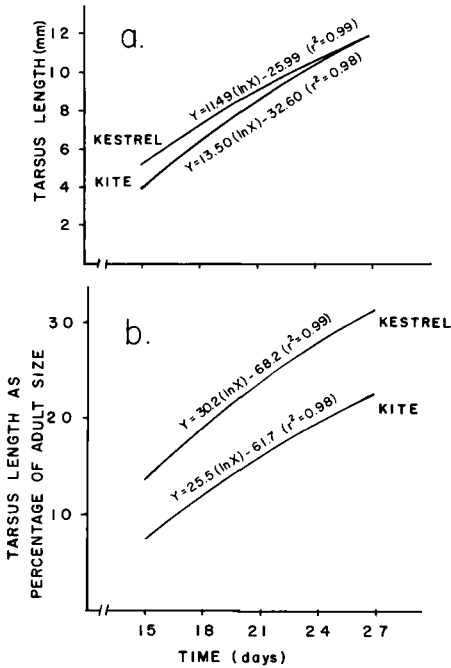 a.
TARSUS LENGTH (mm)
12
10
8
6
4
2
KESTREL
KITE
Y=11.49(lnX)-25.99 (r²=0.99)
Y=13.50(lnX)-32.60 (r²=0.98)
b.
TARSUS LENGTH AS
PERCENTAGE OF ADULT SIZE
30
20
10
Y=30.2(lnX)-68.2 (r²=0.99)
KESTREL
Y=25.5(lnX)-61.7 (r²=0.98)
KITE
15 18 21 24 27
TIME (days)